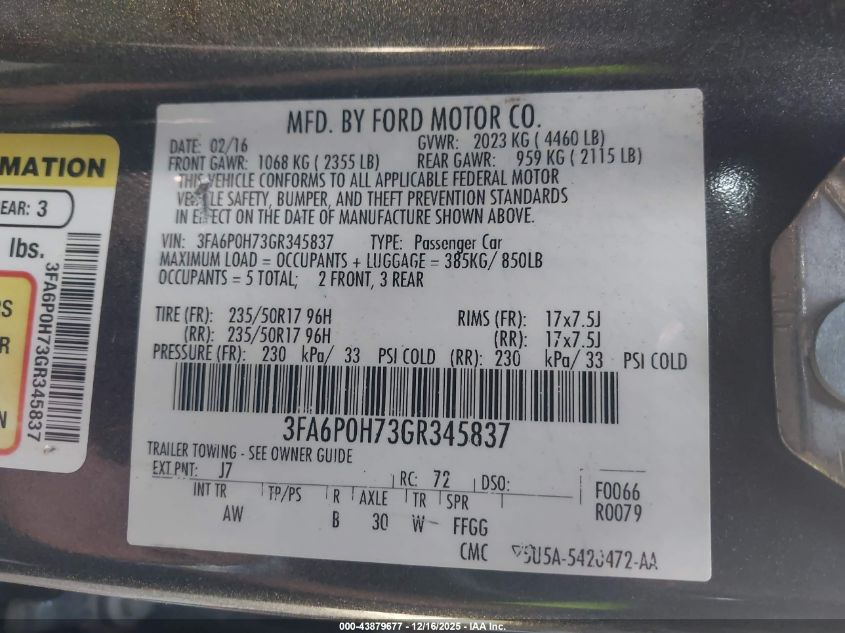 MFD. BY FORD MOTOR CO.
DATE: 02/16 GVWR: 2023 KG ( 4460 LB)
FRONT GAWR: 1068 KG ( 2355 LB) REAR GAWR: 959 KG ( 2115 LB)
THIS VEHICLE CONFORMS TO ALL APPLICABLE FEDERAL MOTOR
SAFETY, BUMPER, AND THEFT PREVENTION STANDARDS
IN EFFECT ON THE DATE OF MANUFACTURE SHOWN ABOVE.
VIN: 3FA6P0H73GR345837 TYPE: Passenger Car
MAXIMUM LOAD = OCCUPANTS + LUGGAGE = 385KG/ 850LB
OCCUPANTS = 5 TOTAL; 2 FRONT, 3 REAR
TIRE (FR): 235/50R17 96H RIMS (FR): 17x7.5J
(RR): 235/50R17 96H (RR): 17x7.5J
PRESSURE (FR): 230 kPa/ 33 PSI COLD (RR): 230 kPa/ 33 PSI COLD
3FA6P0H73GR345837
TRAILER TOWING - SEE OWNER GUIDE
EXT PNT: J7 RC: 72 DSO: F0066
INT TR TP/PS R AXLE TR SPR R0079
AW B 30 W FFGG
CMC
MATION
EAR: 3
lbs.
RS
R
N
3FA6P0H73GR345837
000-43879677 - 12/16/2025 - IAA Inc.